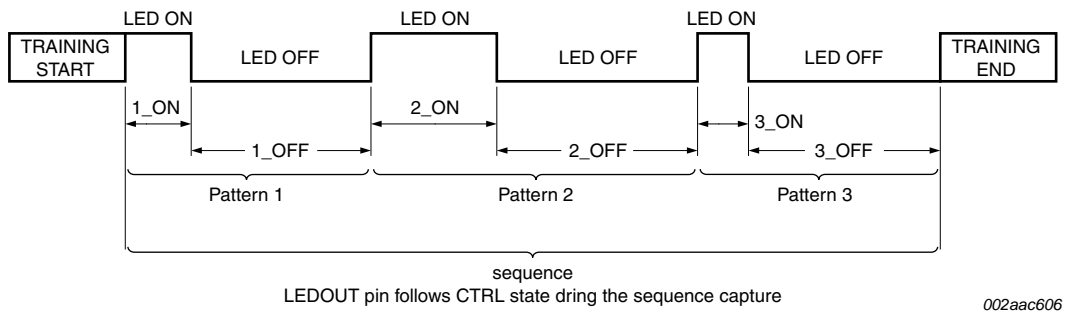 LED ON LED ON LED ON
TRAINING START LED OFF LED OFF LED OFF TRAINING END
1_ON 2_ON 3_ON
1_OFF 2_OFF 3_OFF
Pattern 1 Pattern 2 Pattern 3
sequence
LEDOUT pin follows CTRL state dring the sequence capture
002aac606